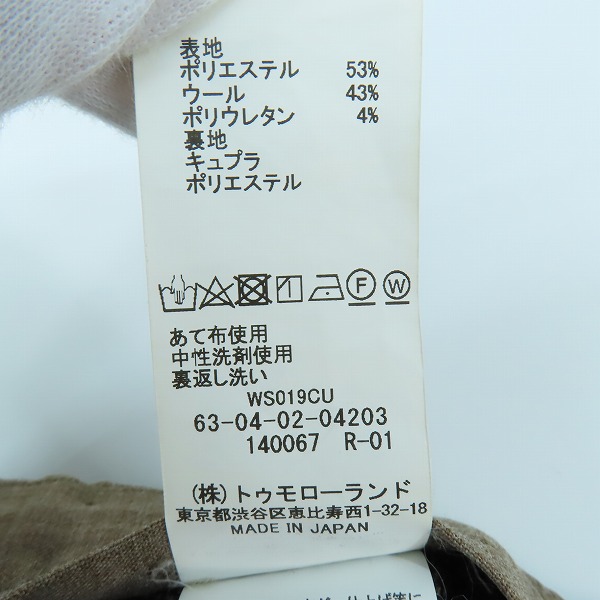 表地
ポリエステル 53%
ウール 43%
ポリウレタン 4%
裏地
キュプラ
ポリエステル
F W
あて布使用
中性洗剤使用
裏返し洗い
WS019CU
63-04-02-04203
140067 R-01
(株)トゥモローランド
東京都渋谷区恵比寿西1-32-18
MADE IN JAPAN